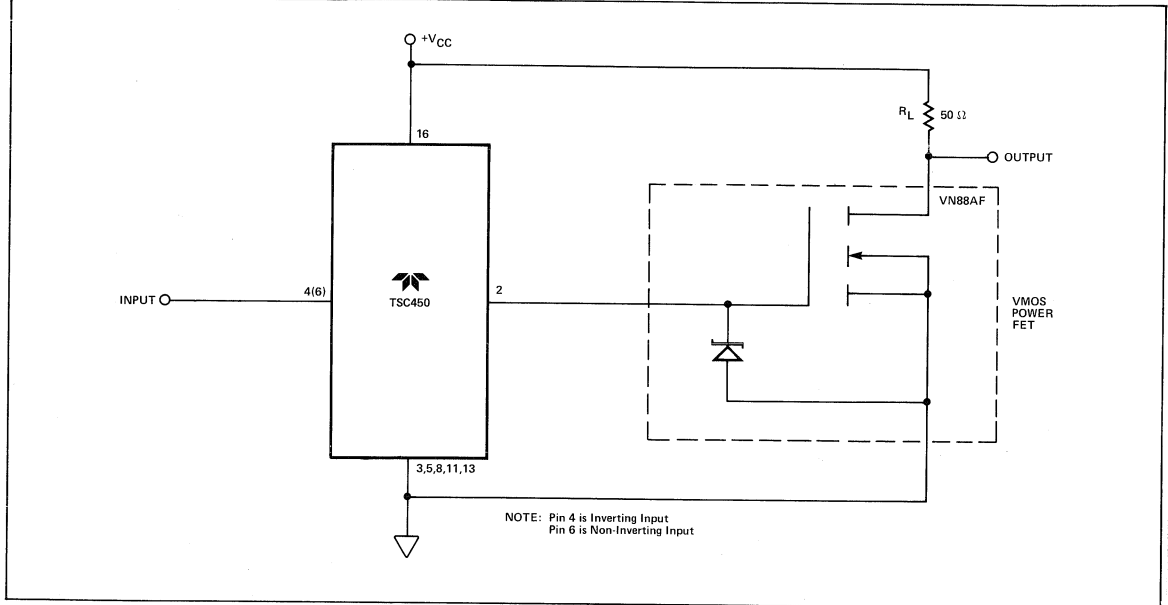 +VCC
16
RL 50 Ω
OUTPUT
VN88AF
INPUT
4(6)
TSC450
2
VMOS
POWER
FET
3,5,8,11,13
NOTE: Pin 4 is Inverting Input
Pin 6 is Non-Inverting Input